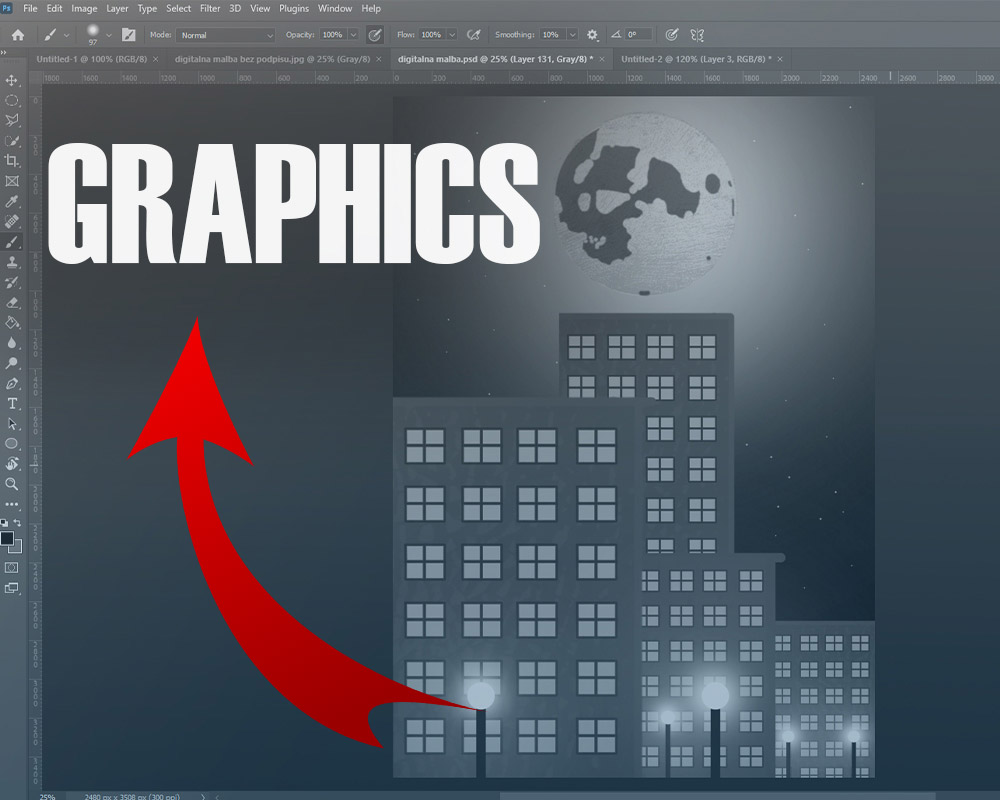 Ps File Edit Image Layer Type Select Filter 3D View Plugins Window Help
97 Mode: Normal Opacity: 100% Flow: 100% Smoothing: 10% 0°
Untitled-1 @ 100% (RGB/8) × digitalna malba bez podpisu.jpg @ 25% (Gray/8) × digitalna malba.psd @ 25% (Layer 131, Gray/8) * × Untitled-2 @ 120% (Layer 3, RGB/8) * ×
1800 1600 1400 1200 1000 800 600 400 200 0 200 400 600 800 1000 1200 1400 1600 1800 2000 2200 2400 2600 2800 3000
GRAPHICS
25% 2480 px x 3508 px (300 ppi)